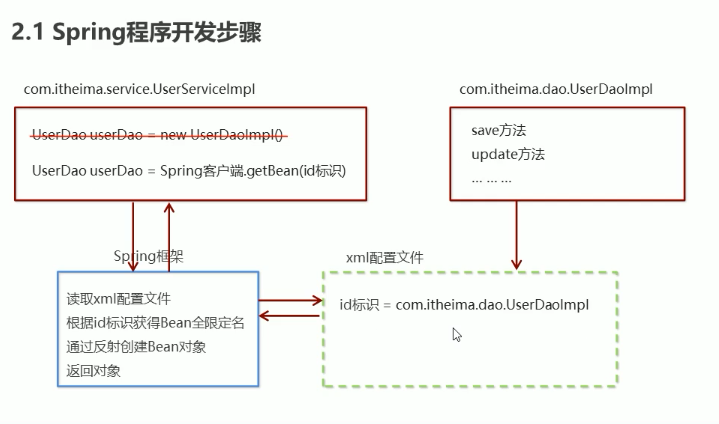 2.1 Spring程序开发步骤
com.itheima.service.UserServiceImpl
com.itheima.dao.UserDaoImpl
UserDao userDao = new UserDaoImpl()
UserDao userDao = Spring客户端.getBean(id标识)
save方法
update方法
... ... ...
Spring框架
xml配置文件
读取xml配置文件
根据id标识获得Bean全限定名
通过反射创建Bean对象
返回对象
id标识 = com.itheima.dao.UserDaoImpl